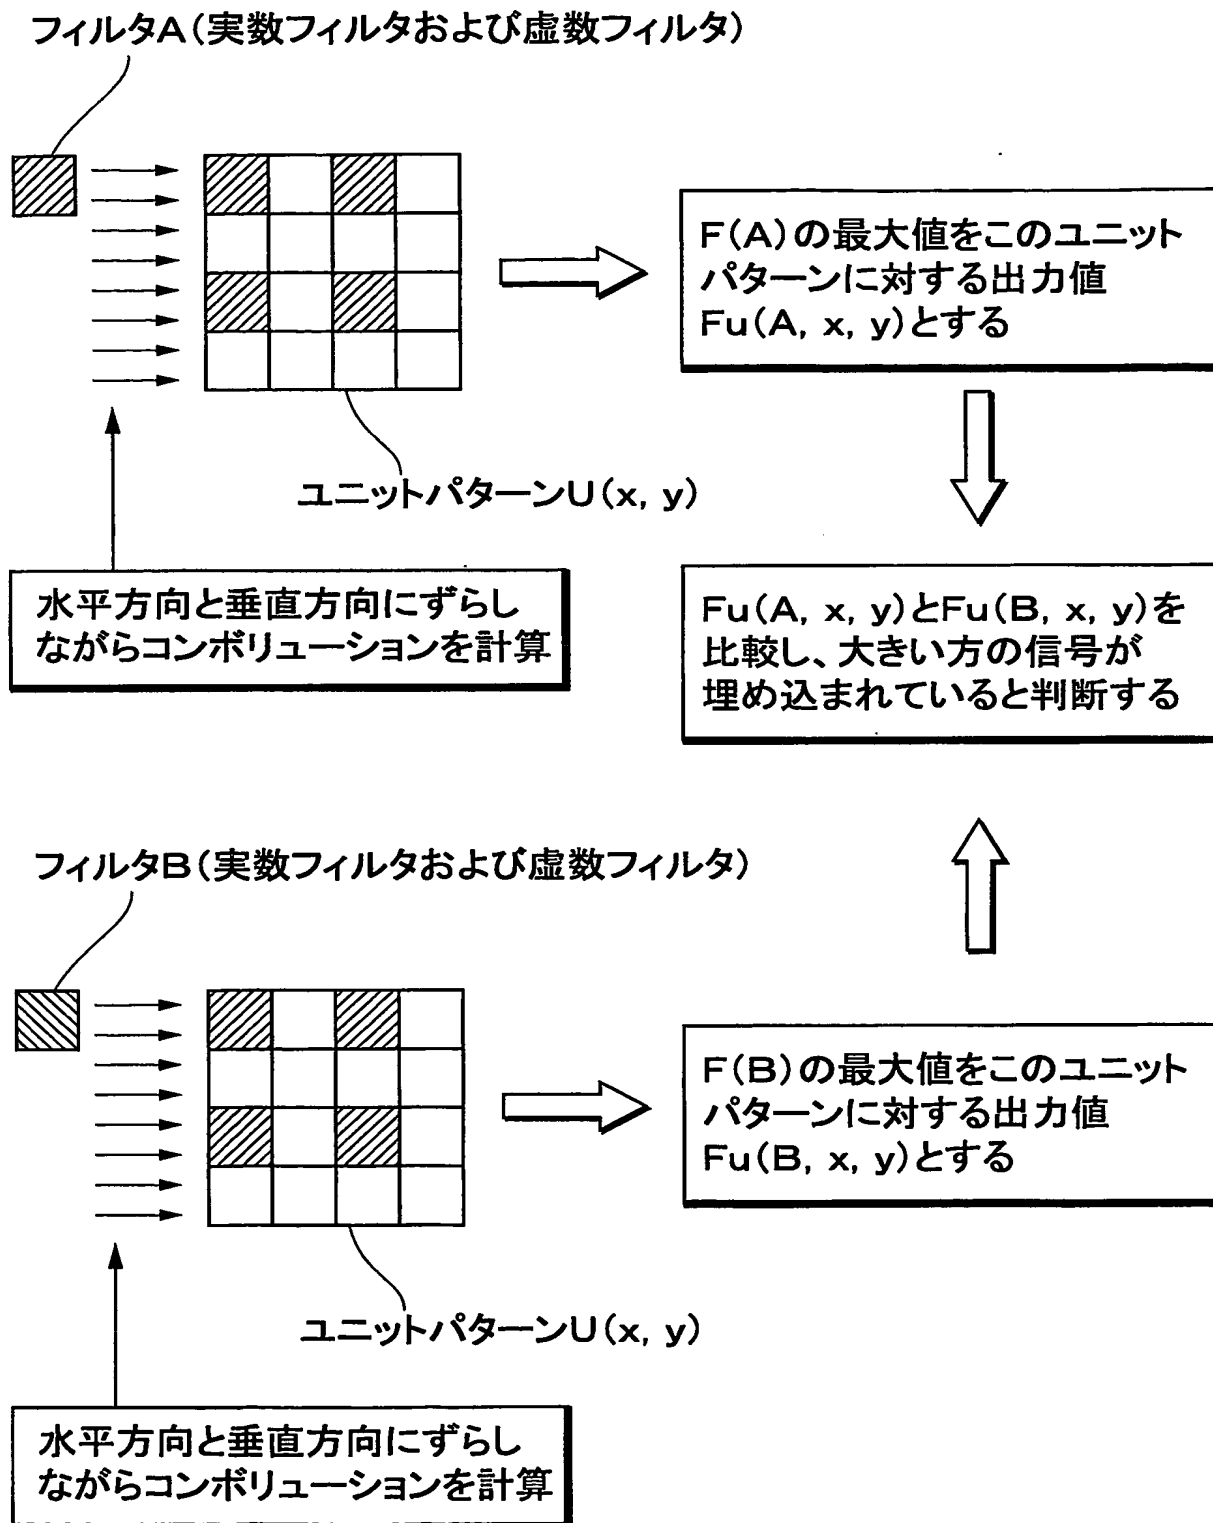 フィルタA(実数フィルタおよび虚数フィルタ)
F(A)の最大値をこのユニット
パターンに対する出力値
Fu(A, x, y)とする
ユニットパターンU(x, y)
水平方向と垂直方向にずらし
ながらコンボリューションを計算
Fu(A, x, y)とFu(B, x, y)を
比較し、大きい方の信号が
埋め込まれていると判断する
フィルタB(実数フィルタおよび虚数フィルタ)
F(B)の最大値をこのユニット
パターンに対する出力値
Fu(B, x, y)とする
ユニットパターンU(x, y)
水平方向と垂直方向にずらし
ながらコンボリューションを計算